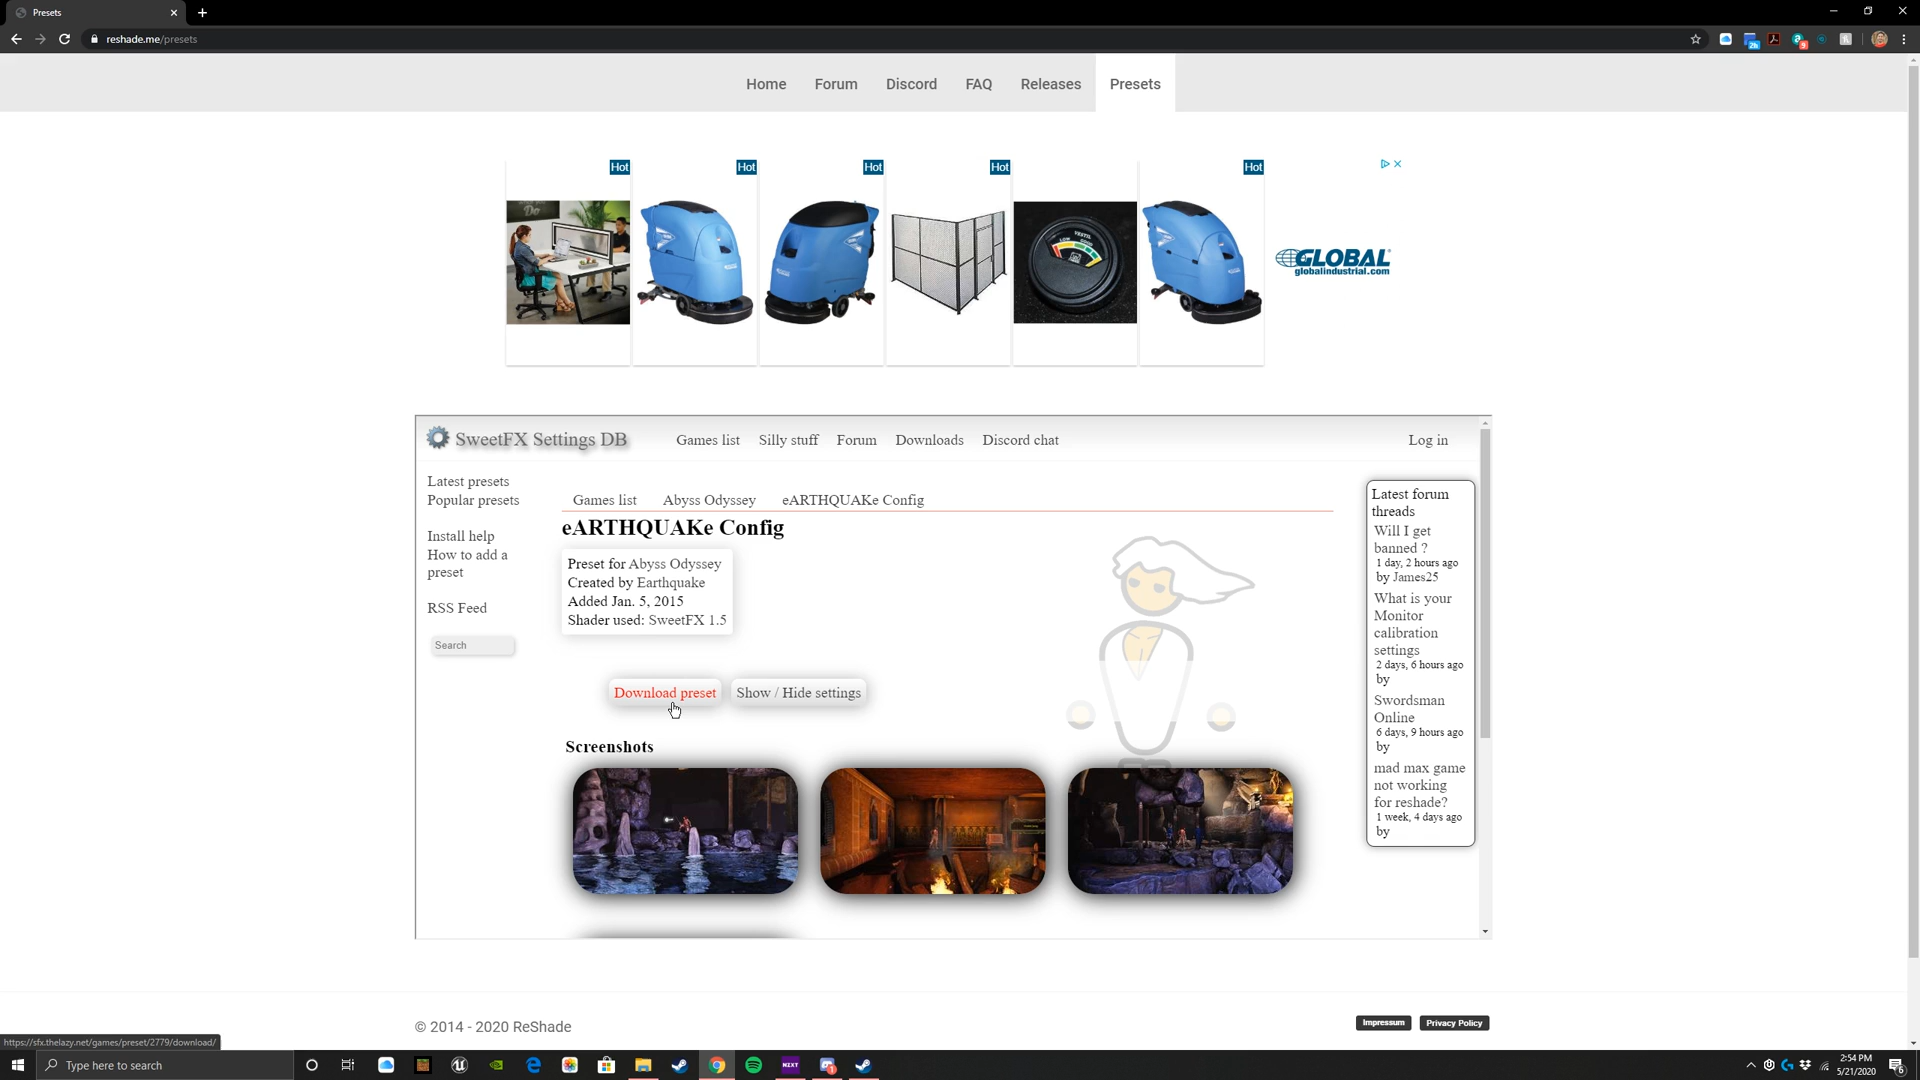 Presets
reshade.me/presets
Home
Forum
Discord
FAQ
Releases
Presets
Hot
Hot
Hot
Hot
Hot
Do
VESTIL
LOW
GLOBAL
globalindustrial.com
SweetFX Settings DB
Games list
Silly stuff
Forum
Downloads
Discord chat
Log in
Latest presets
Popular presets
Install help
How to add a
preset
RSS Feed
Search
Games list
Abyss Odyssey
eARTHQUAKe Config
eARTHQUAKe Config
Preset for Abyss Odyssey
Created by Earthquake
Added Jan. 5, 2015
Shader used: SweetFX 1.5
Download preset
Show / Hide settings
Screenshots
Latest forum
threads
Will I get
banned ?
1 day, 2 hours ago
by James25
What is your
Monitor
calibration
settings
2 days, 6 hours ago
by
Swordsman
Online
6 days, 9 hours ago
by
mad max game
not working
for reshade?
1 week, 4 days ago
by
© 2014 - 2020 ReShade
Impressum
Privacy Policy
https://sfx.thelazy.net/games/preset/2779/download/
Type here to search
NZXT
2:54 PM
5/21/2020